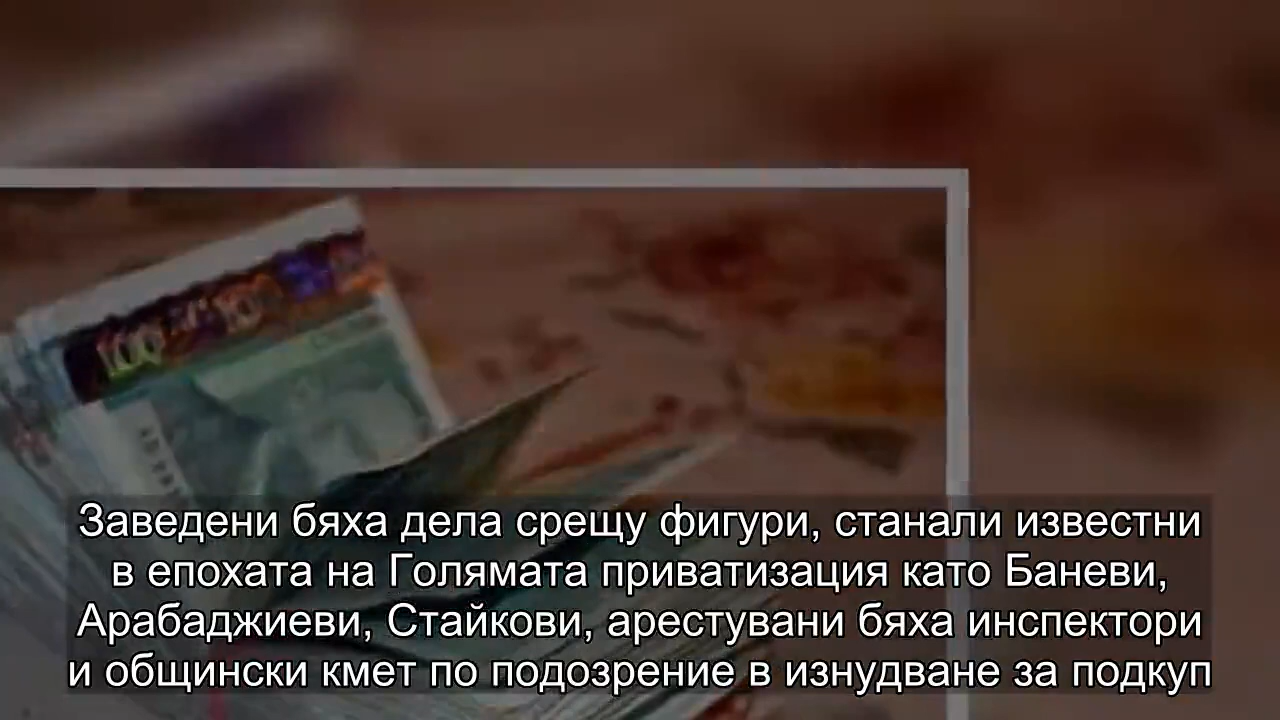 100
Заведени бяха дела срещу фигури, станали известни
в епохата на Голямата приватизация като Баневи,
Арабаджиеви, Стайкови, арестувани бяха инспектори
и общински кмет по подозрение в изнудване за подкуп